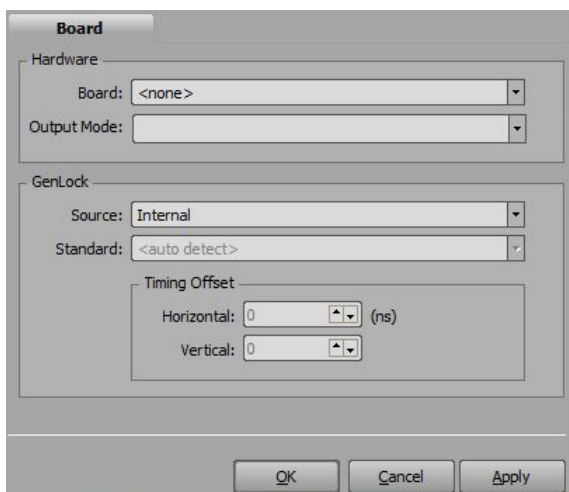 Board
Hardware
Board: <none>
Output Mode:
GenLock
Source: Internal
Standard: <auto detect>
Timing Offset
Horizontal: 0 (ns)
Vertical: 0
OK Cancel Apply